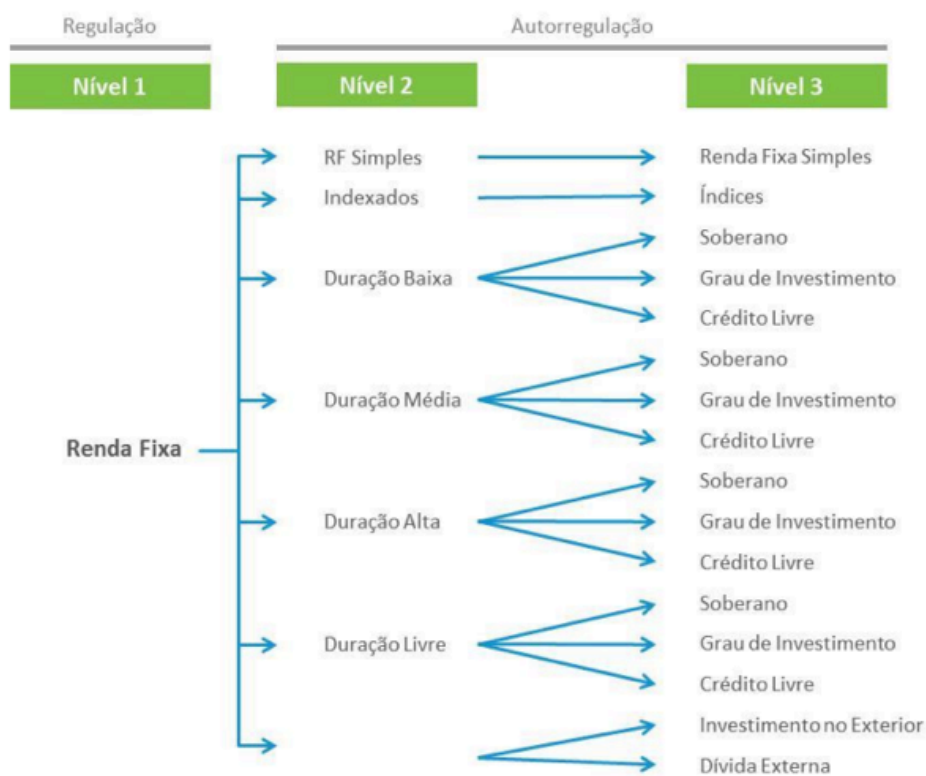 Regulação
Autorregulação
Nível 1
Nível 2
Nível 3
RF Simples
Renda Fixa Simples
Indexados
Índices
Soberano
Duração Baixa
Grau de Investimento
Crédito Livre
Soberano
Duração Média
Grau de Investimento
Crédito Livre
Renda Fixa
Soberano
Duração Alta
Grau de Investimento
Crédito Livre
Soberano
Duração Livre
Grau de Investimento
Crédito Livre
Investimento no Exterior
Dívida Externa